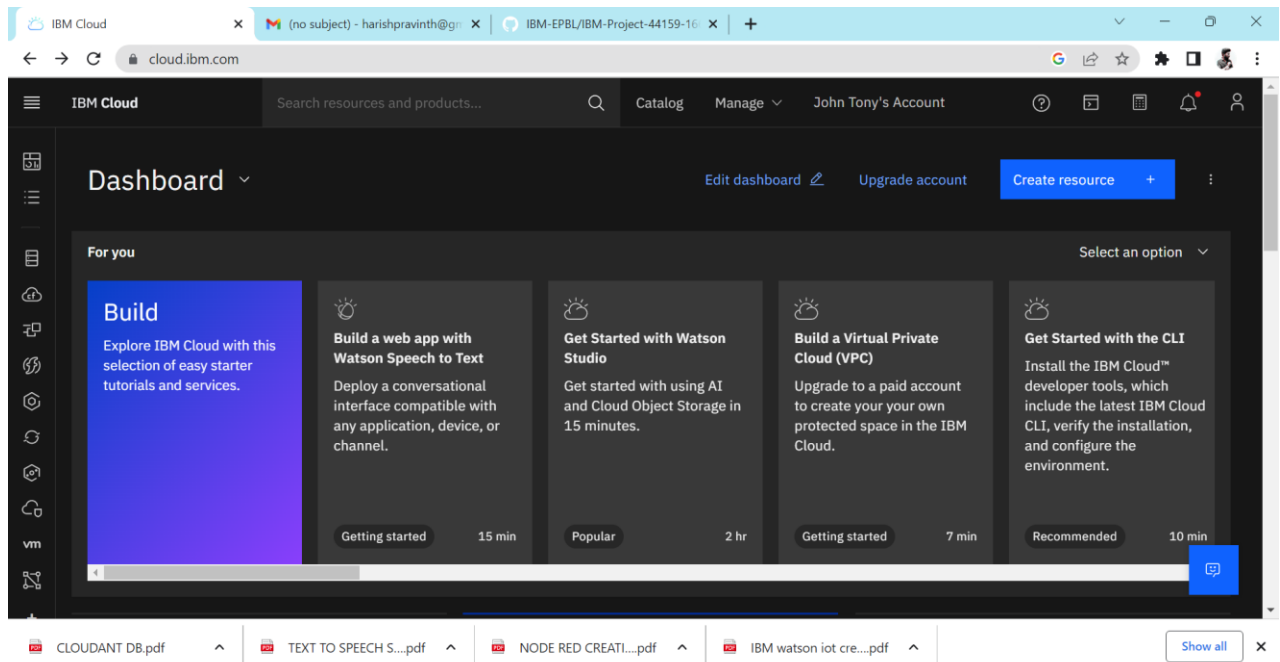 IBM Cloud
(no subject) - harishpravinth@gm
IBM-EPBL/IBM-Project-44159-16
cloud.ibm.com
IBM Cloud
Search resources and products...
Catalog
Manage
John Tony's Account
Dashboard
Edit dashboard
Upgrade account
Create resource +
For you
Select an option
Build
Explore IBM Cloud with this
selection of easy starter
tutorials and services.
Build a web app with
Watson Speech to Text
Deploy a conversational
interface compatible with
any application, device, or
channel.
Getting started
15 min
Get Started with Watson
Studio
Get started with using AI
and Cloud Object Storage in
15 minutes.
Popular
2 hr
Build a Virtual Private
Cloud (VPC)
Upgrade to a paid account
to create your your own
protected space in the IBM
Cloud.
Getting started
7 min
Get Started with the CLI
Install the IBM Cloud™
developer tools, which
include the latest IBM Cloud
CLI, verify the installation,
and configure the
environment.
Recommended
10 min
vm
CLOUDANT DB.pdf
TEXT TO SPEECH S....pdf
NODE RED CREATI....pdf
IBM watson iot cre....pdf
Show all